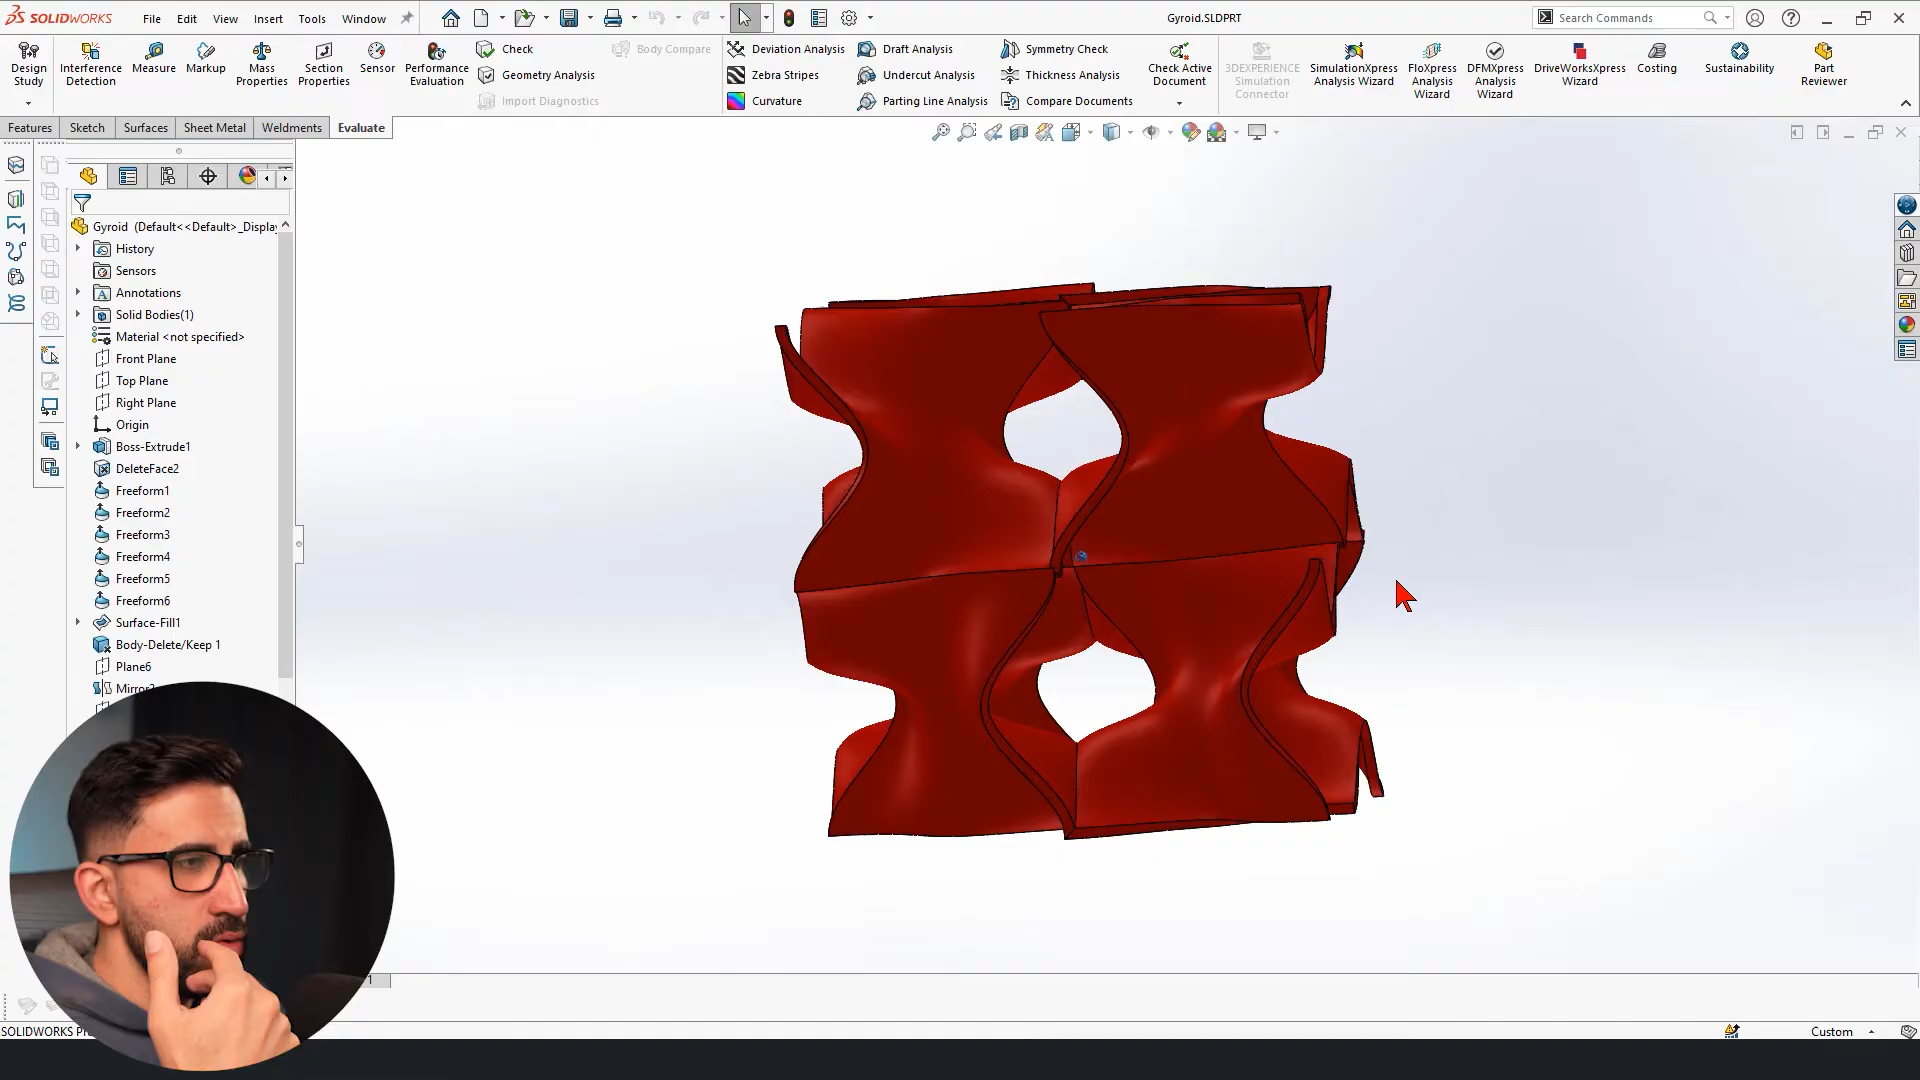 SOLIDWORKS File Edit View Insert Tools Window Gyroid.SLDPRT Search Commands
Design Study
Interference Detection
Measure
Markup
Mass Properties
Section Properties
Sensor
Performance Evaluation
Check
Geometry Analysis
Import Diagnostics
Body Compare
Deviation Analysis
Zebra Stripes
Curvature
Draft Analysis
Undercut Analysis
Parting Line Analysis
Symmetry Check
Thickness Analysis
Compare Documents
Check Active Document
3DEXPERIENCE Simulation Connector
SimulationXpress Analysis Wizard
FloXpress Analysis Wizard
DFMXpress Analysis Wizard
DriveWorksXpress Wizard
Costing
Sustainability
Part Reviewer
Features Sketch Surfaces Sheet Metal Weldments Evaluate
Gyroid (Default<<Default>_Display
History
Sensors
Annotations
Solid Bodies(1)
Material <not specified>
Front Plane
Top Plane
Right Plane
Origin
Boss-Extrude1
DeleteFace2
Freeform1
Freeform2
Freeform3
Freeform4
Freeform5
Freeform6
Surface-Fill1
Body-Delete/Keep 1
Plane6
1
SOLIDWORKS
Custom